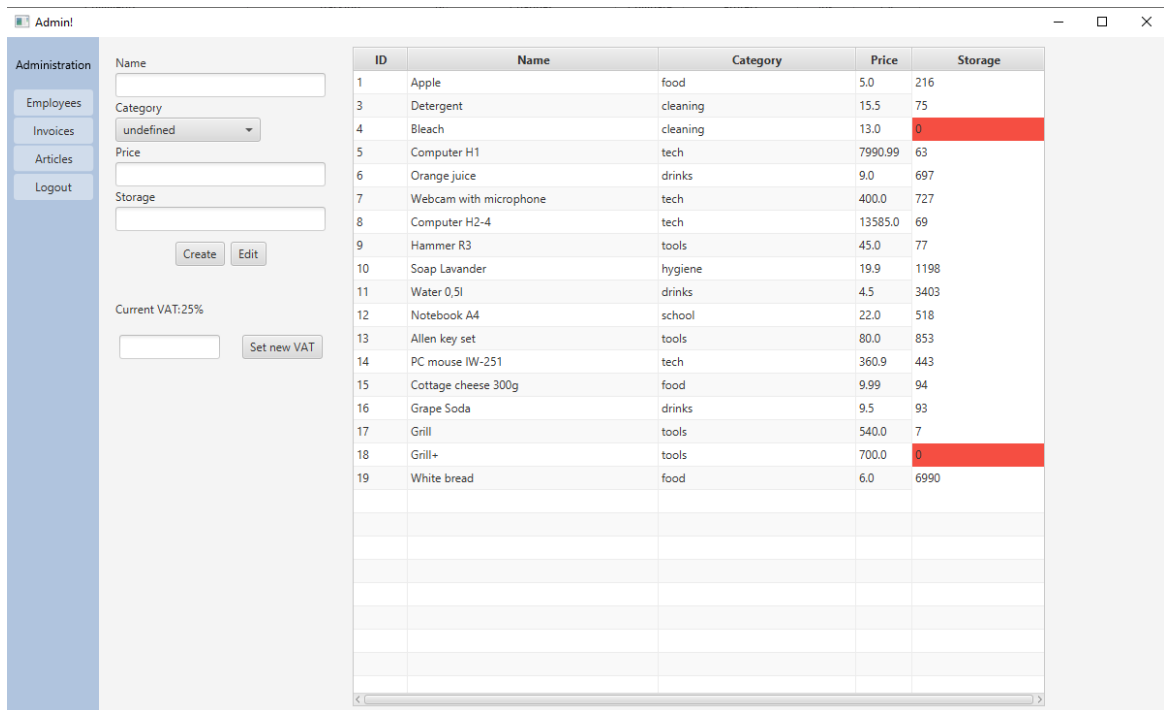 Admin!
Administration
Employees
Invoices
Articles
Logout
Name
Category
undefined
Price
Storage
Create Edit
Current VAT:25%
Set new VAT
ID Name Category Price Storage
1 Apple food 5.0 216
3 Detergent cleaning 15.5 75
4 Bleach cleaning 13.0 0
5 Computer H1 tech 7990.99 63
6 Orange juice drinks 9.0 697
7 Webcam with microphone tech 400.0 727
8 Computer H2-4 tech 13585.0 69
9 Hammer R3 tools 45.0 77
10 Soap Lavander hygiene 19.9 1198
11 Water 0,5l drinks 4.5 3403
12 Notebook A4 school 22.0 518
13 Allen key set tools 80.0 853
14 PC mouse IW-251 tech 360.9 443
15 Cottage cheese 300g food 9.99 94
16 Grape Soda drinks 9.5 93
17 Grill tools 540.0 7
18 Grill+ tools 700.0 0
19 White bread food 6.0 6990